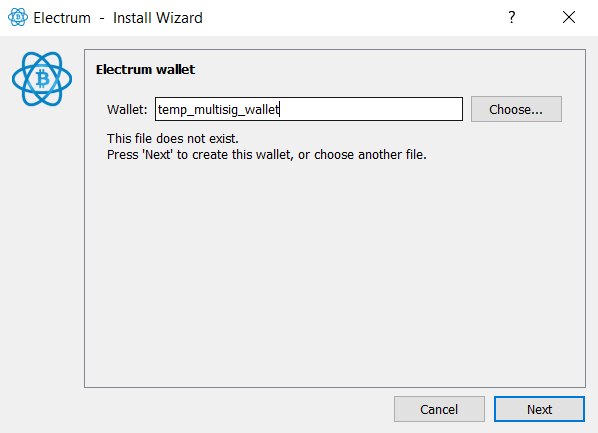 Electrum - Install Wizard
Electrum wallet
Wallet: temp_multisig_wallet Choose...
This file does not exist.
Press 'Next' to create this wallet, or choose another file.
Cancel Next